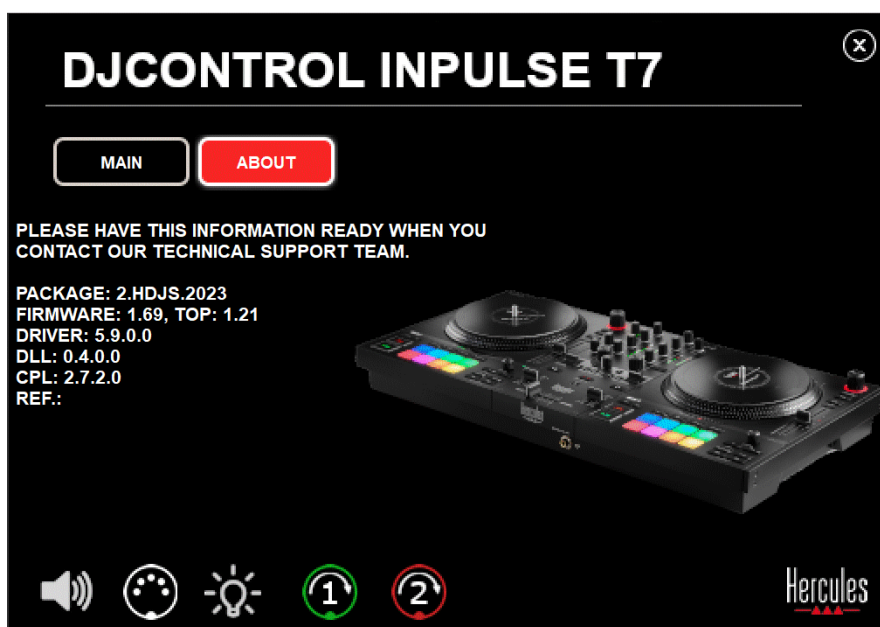 DJCONTROL INPULSE T7
MAIN
ABOUT
PLEASE HAVE THIS INFORMATION READY WHEN YOU
CONTACT OUR TECHNICAL SUPPORT TEAM.
PACKAGE: 2.HDJS.2023
FIRMWARE: 1.69, TOP: 1.21
DRIVER: 5.9.0.0
DLL: 0.4.0.0
CPL: 2.7.2.0
REF.:
1
2
Hercules